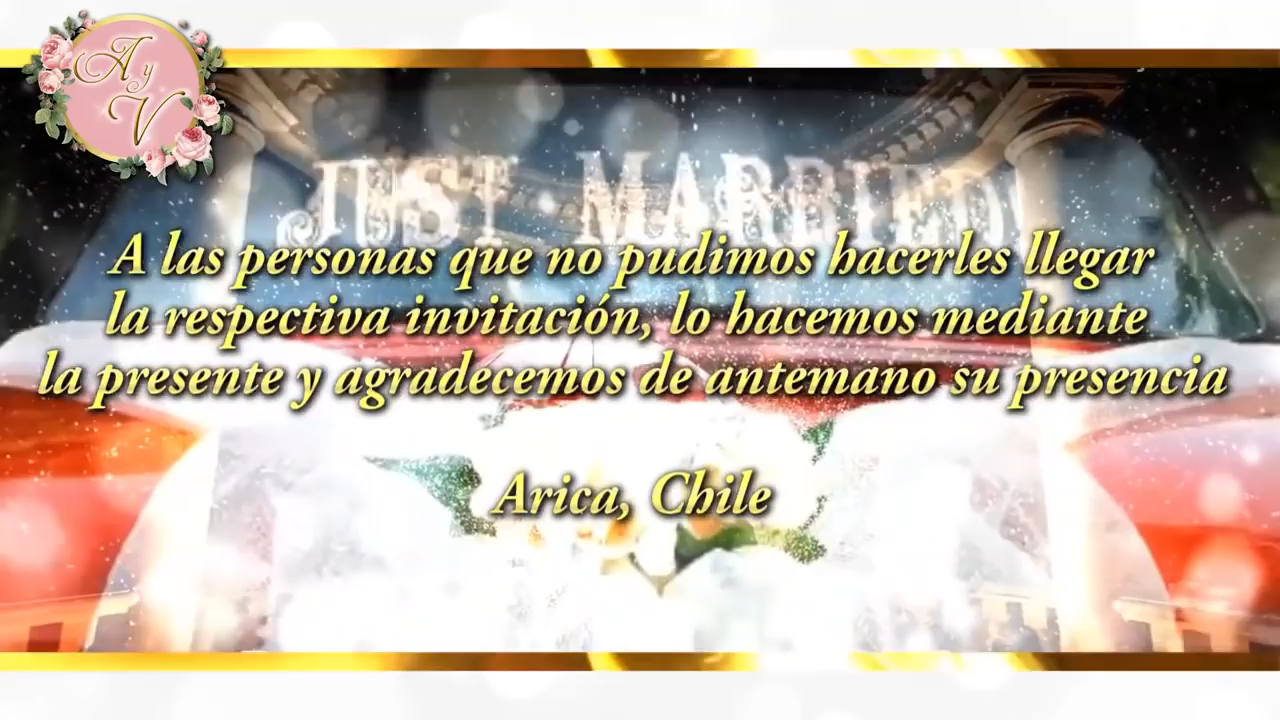 A y
V
JUST MARRIED
A las personas que no pudimos hacerles llegar
la respectiva invitación, lo hacemos mediante
la presente y agradecemos de antemano su presencia
Arica, Chile